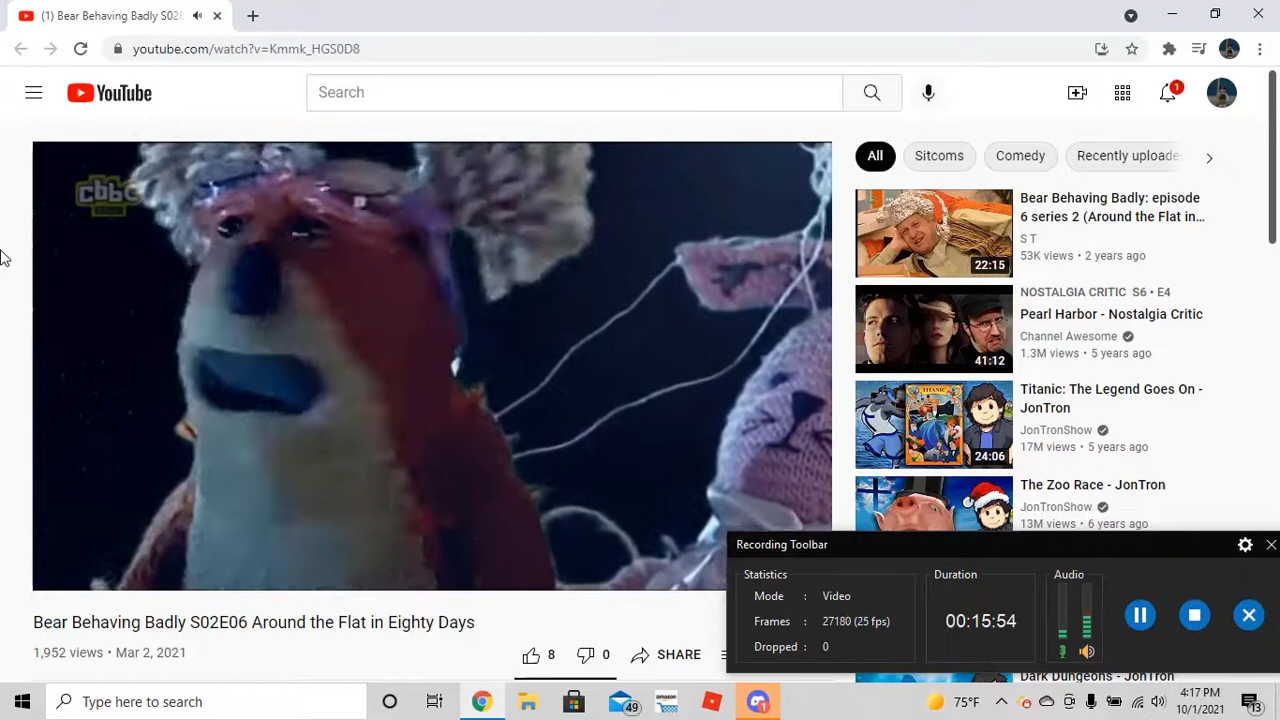 (1) Bear Behaving Badly S02E
youtube.com/watch?v=Kmmk_HGS0D8
YouTube
Search
1
cbbc
All
Sitcoms
Comedy
Recently uploade
Bear Behaving Badly: episode
6 series 2 (Around the Flat in...
S T
53K views • 2 years ago
22:15
NOSTALGIA CRITIC S6 • E4
Pearl Harbor - Nostalgia Critic
Channel Awesome
1.3M views • 5 years ago
41:12
Titanic: The Legend Goes On -
JonTron
JonTronShow
17M views • 5 years ago
TITANIC
24:06
The Zoo Race - JonTron
JonTronShow
13M views • 6 years ago
Recording Toolbar
Statistics
Mode : Video
Frames : 27180 (25 fps)
Dropped : 0
Duration
00:15:54
Audio
Bear Behaving Badly S02E06 Around the Flat in Eighty Days
1,952 views • Mar 2, 2021
8
0
SHARE
Dark Dungeons - JonTron
Type here to search
49
amazon
1
75°F
4:17 PM
10/1/2021
13